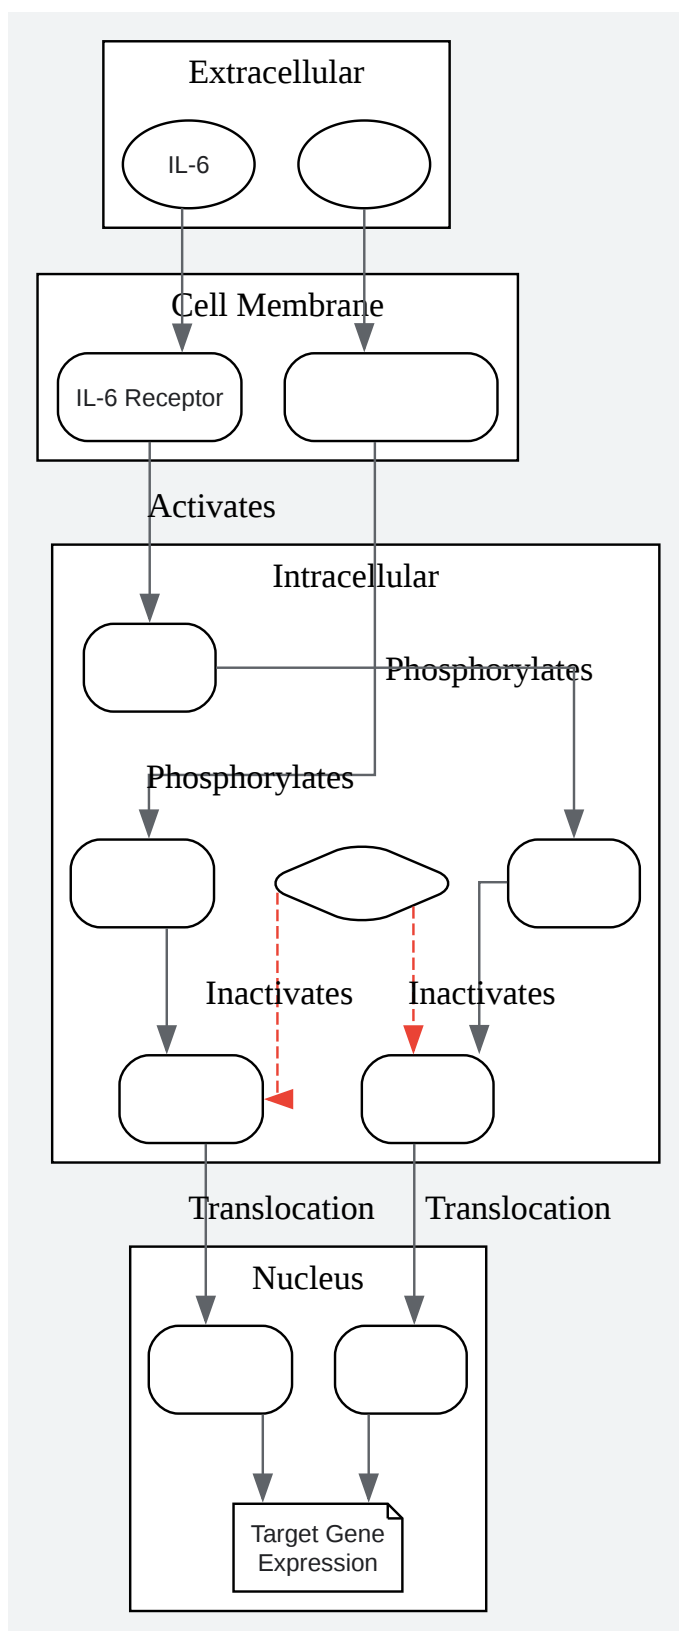 Extracellular
IL-6
Cell Membrane
IL-6 Receptor
Activates
Intracellular
Phosphorylates
Phosphorylates
Inactivates
Inactivates
Translocation
Translocation
Nucleus
Target Gene
Expression